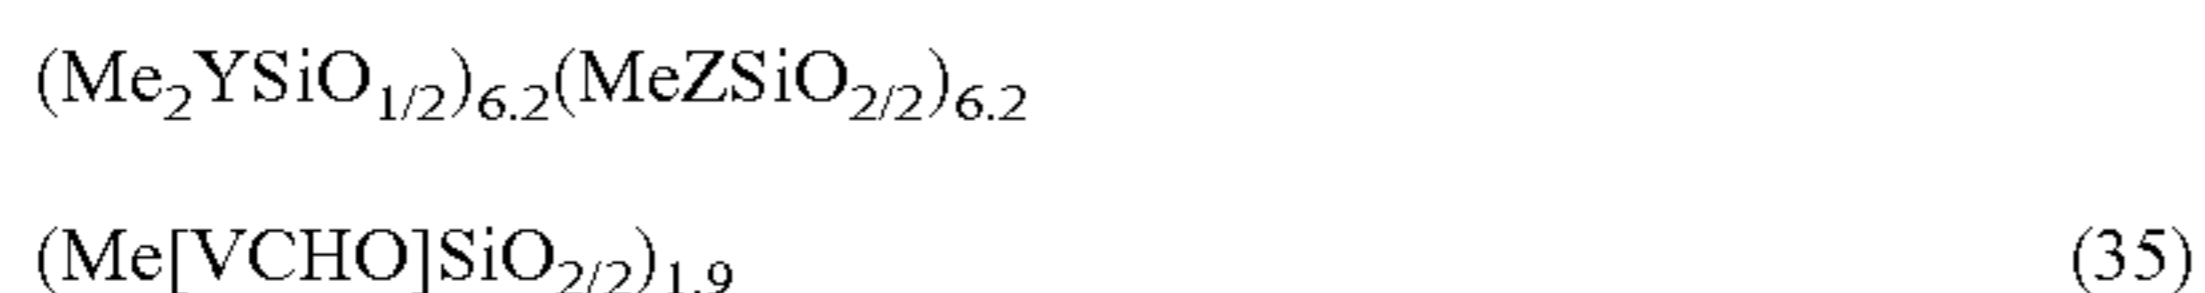 (Me₂YSiO₁/₂)₆.₂(MeZSiO₂/₂)₆.₂
(Me[VCHO]SiO₂/₂)₁.₉ (35)